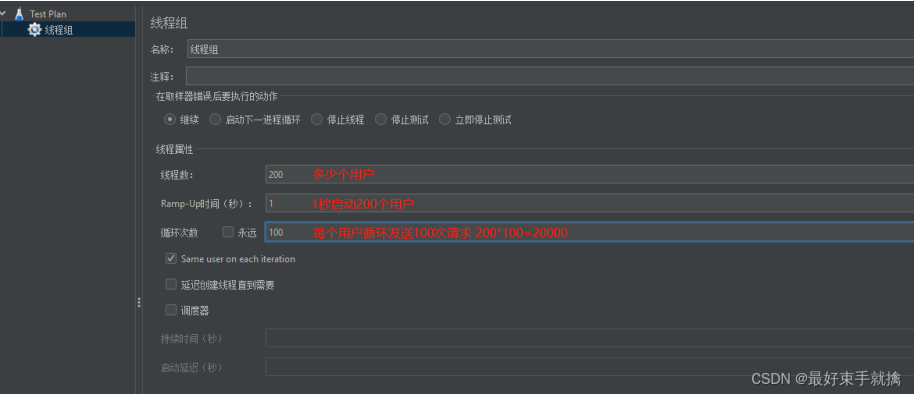 Test Plan
线程组
线程组
名称： 线程组
注释：
在取样器错误后要执行的动作
继续 启动下一进程循环 停止线程 停止测试 立即停止测试
线程属性
线程数： 200 多少个用户
Ramp-Up时间（秒）： 1 1秒启动200个用户
循环次数 永远 100 每个用户循环发送100次请求 200*100=20000
Same user on each iteration
延迟创建线程直到需要
调度器
持续时间（秒）
启动延迟（秒）
CSDN @最好束手就擒